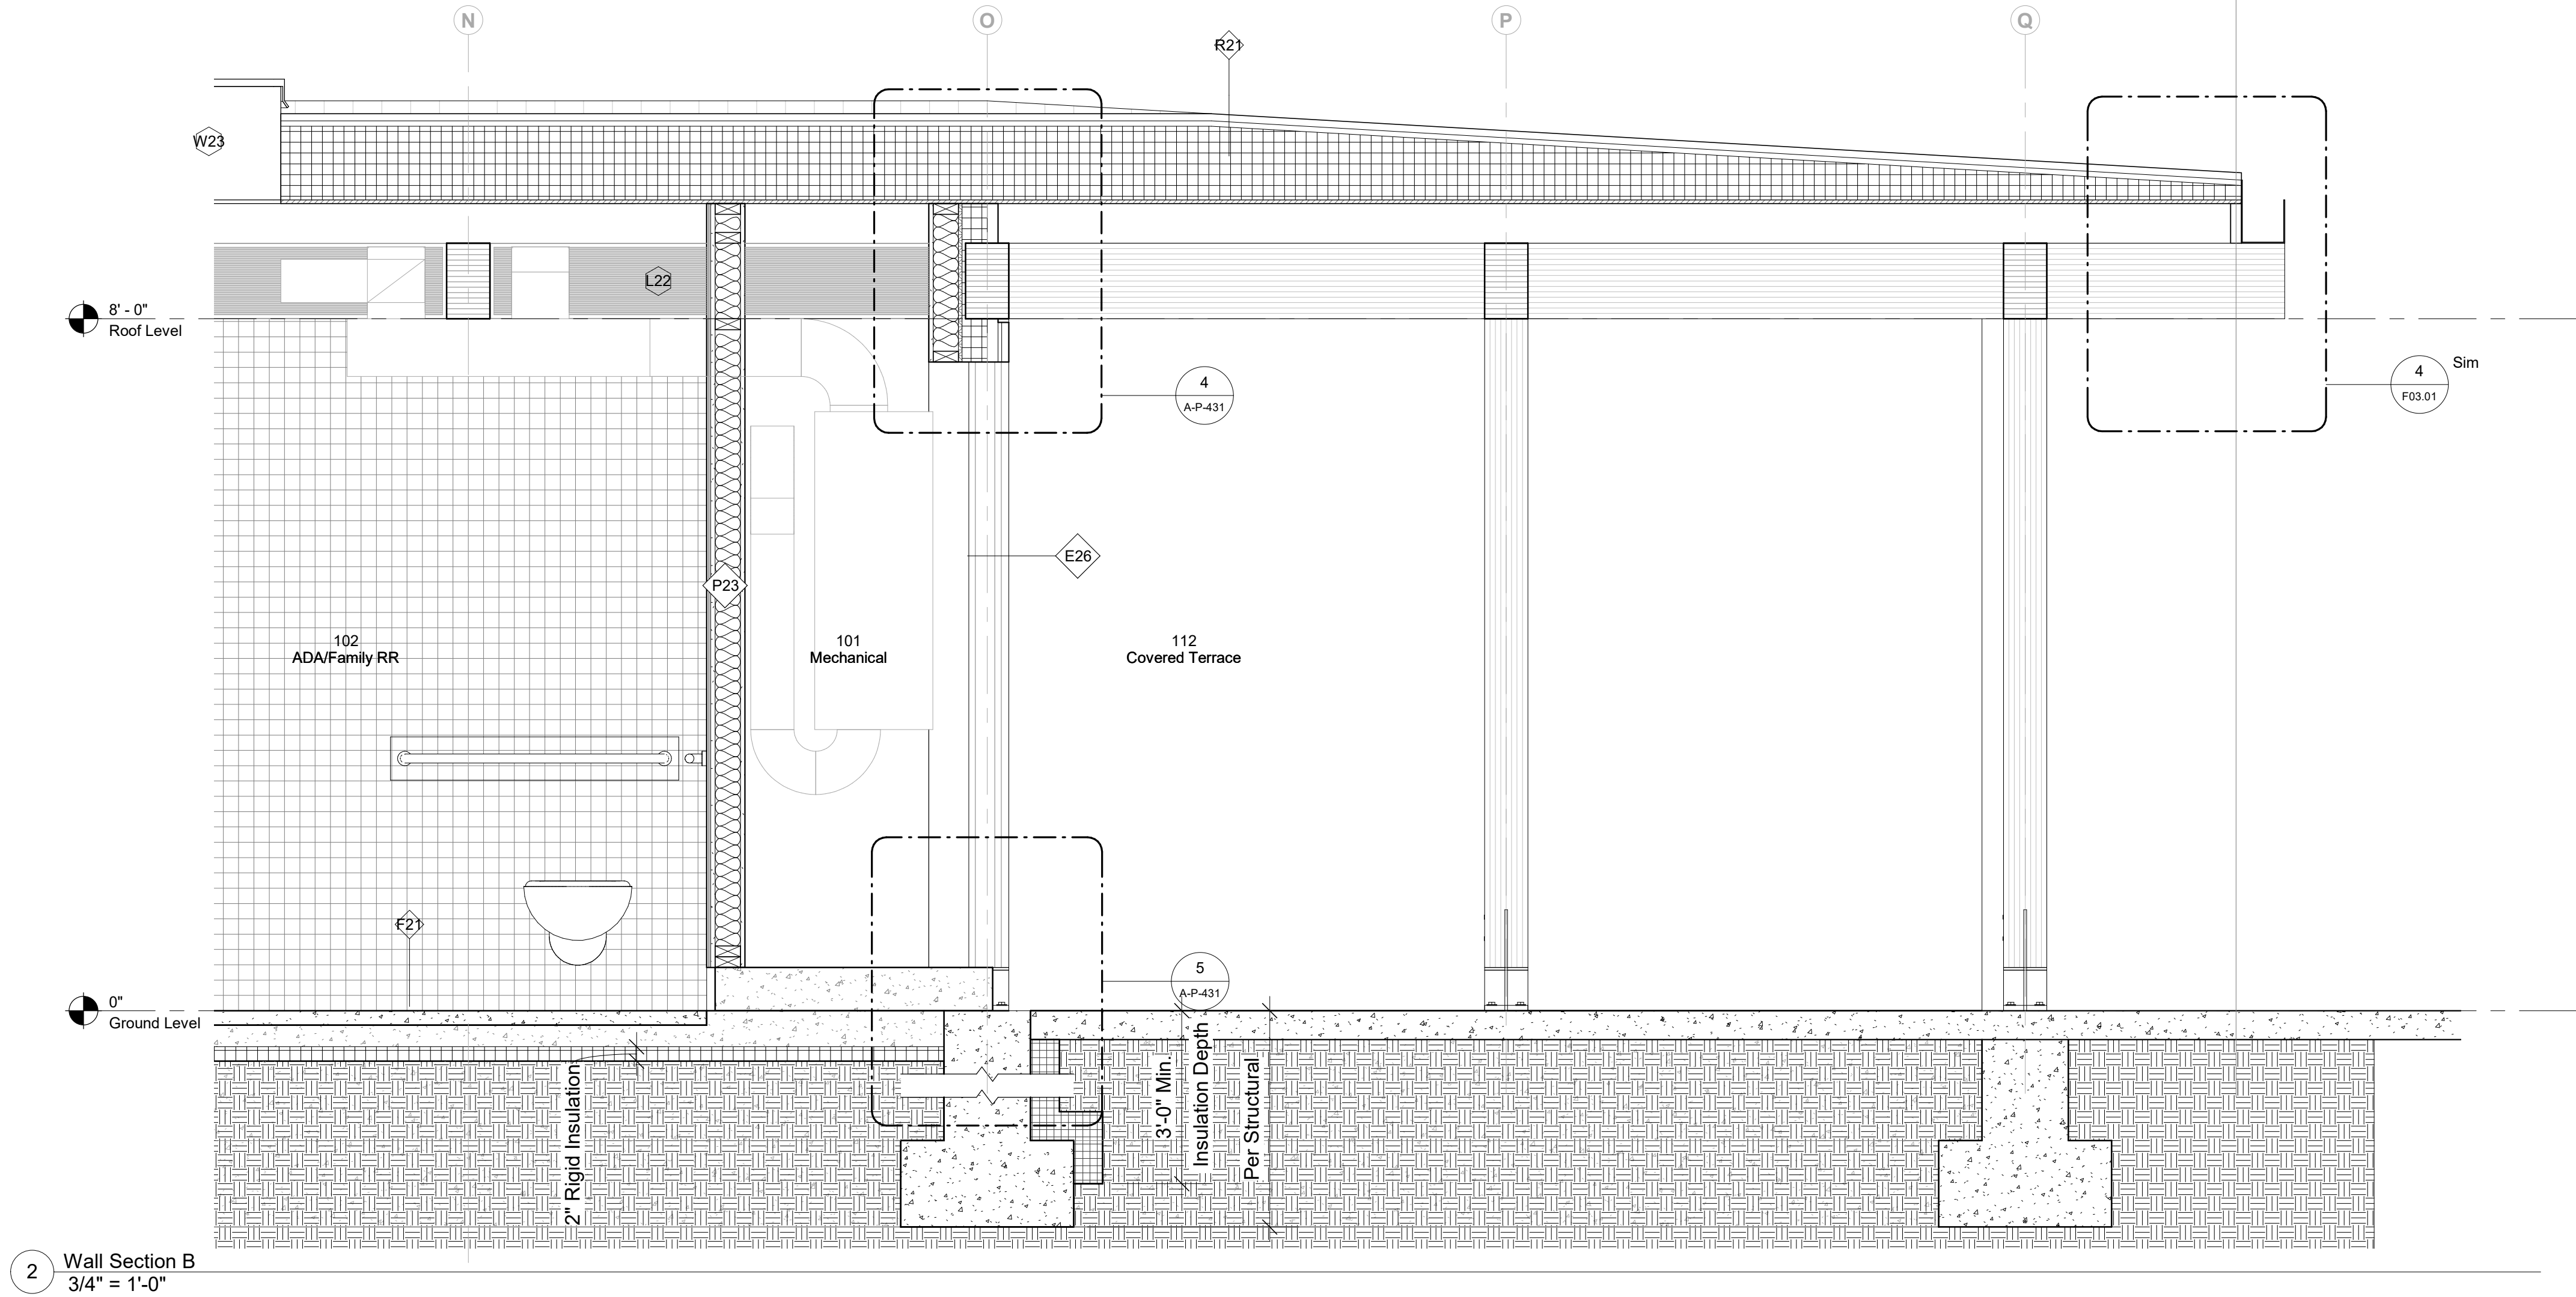 N
O
P
Q
R21
W23
L22
8' - 0"
Roof Level
4
A-P-431
4
F03.01
Sim
E26
P23
102
ADA/Family RR
101
Mechanical
112
Covered Terrace
F21
5
A-P-431
0"
Ground Level
2" Rigid Insulation
3'-0" Min.
Insulation Depth
Per Structural
2
Wall Section B
3/4" = 1'-0"